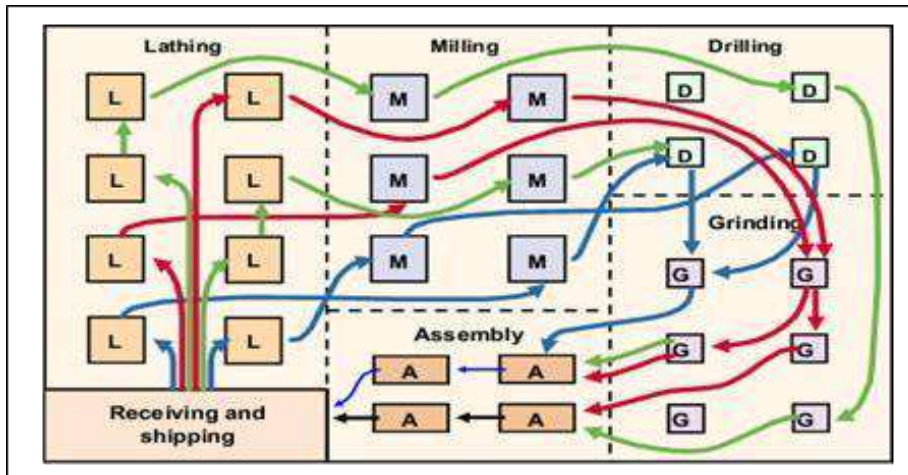 Lathing Milling Drilling
L L M M D D
L L M M D D
Grinding
L L M M G G
Assembly
L L A A G G
Receiving and
shipping
A A G G